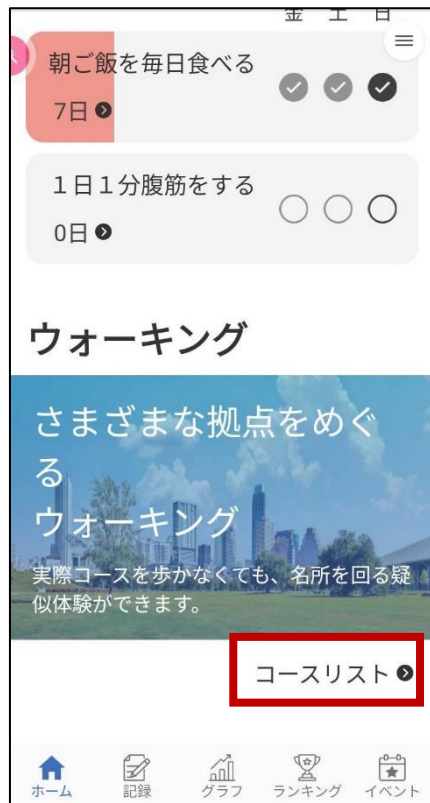 金 土 日
朝ご飯を毎日食べる
7日
１日１分腹筋をする
0日
ウォーキング
さまざまな拠点をめぐ
る
ウォーキング
実際コースを歩かなくても、名所を回る疑
似体験ができます。
コースリスト
ホーム 記録 グラフ ランキング イベント